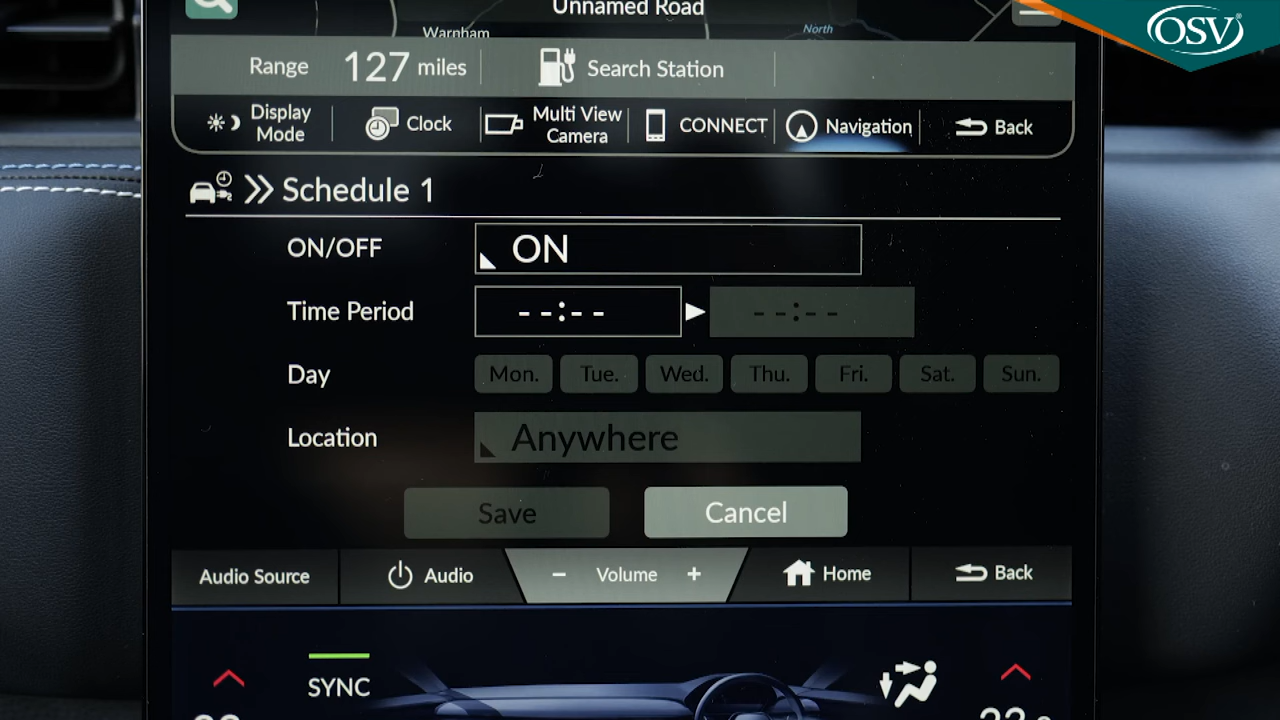 Unnamed Road
OSV
Warnham
North
Range 127 miles Search Station
Display Mode Clock Multi View Camera CONNECT Navigation Back
Schedule 1
ON/OFF ON
Time Period --:-- --:--
Day Mon. Tue. Wed. Thu. Fri. Sat. Sun.
Location Anywhere
Save Cancel
Audio Source Audio - Volume + Home Back
SYNC